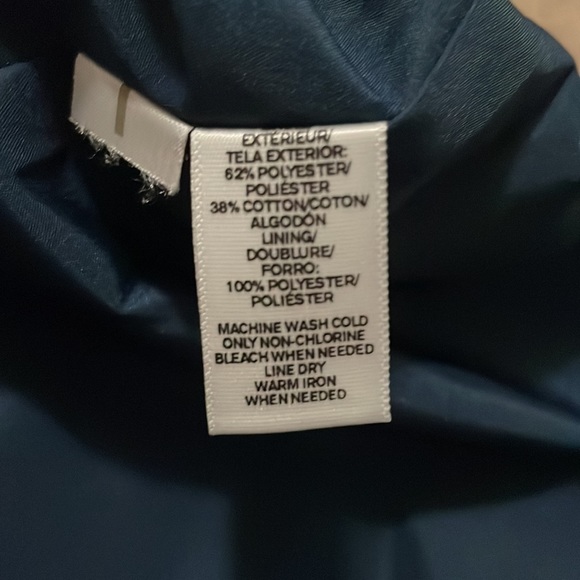 EXTÉRIEUR/
TELA EXTERIOR:
62% POLYESTER/
POLIÉSTER
38% COTTON/COTON/
ALGODÓN
LINING/
DOUBLURE/
FORRO:
100% POLYESTER/
POLIÉSTER
MACHINE WASH COLD
ONLY NON-CHLORINE
BLEACH WHEN NEEDED
LINE DRY
WARM IRON
WHEN NEEDED